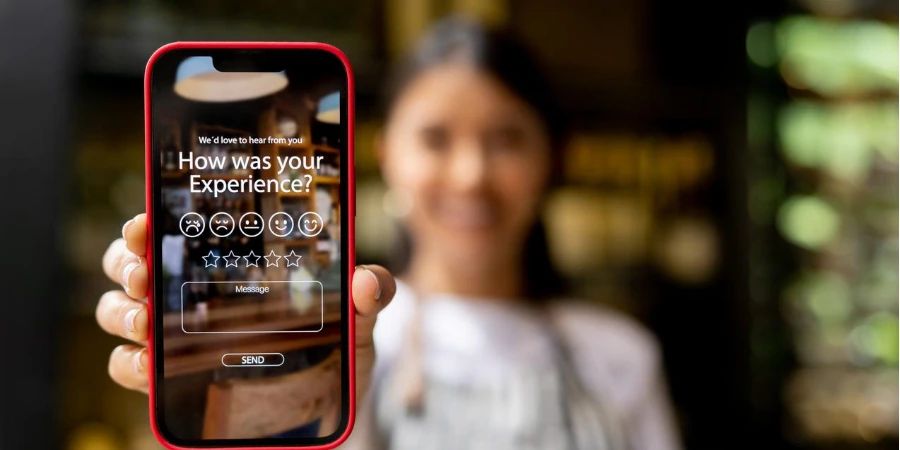 We´d love to hear from you
How was your
Experience?
Message
SEND